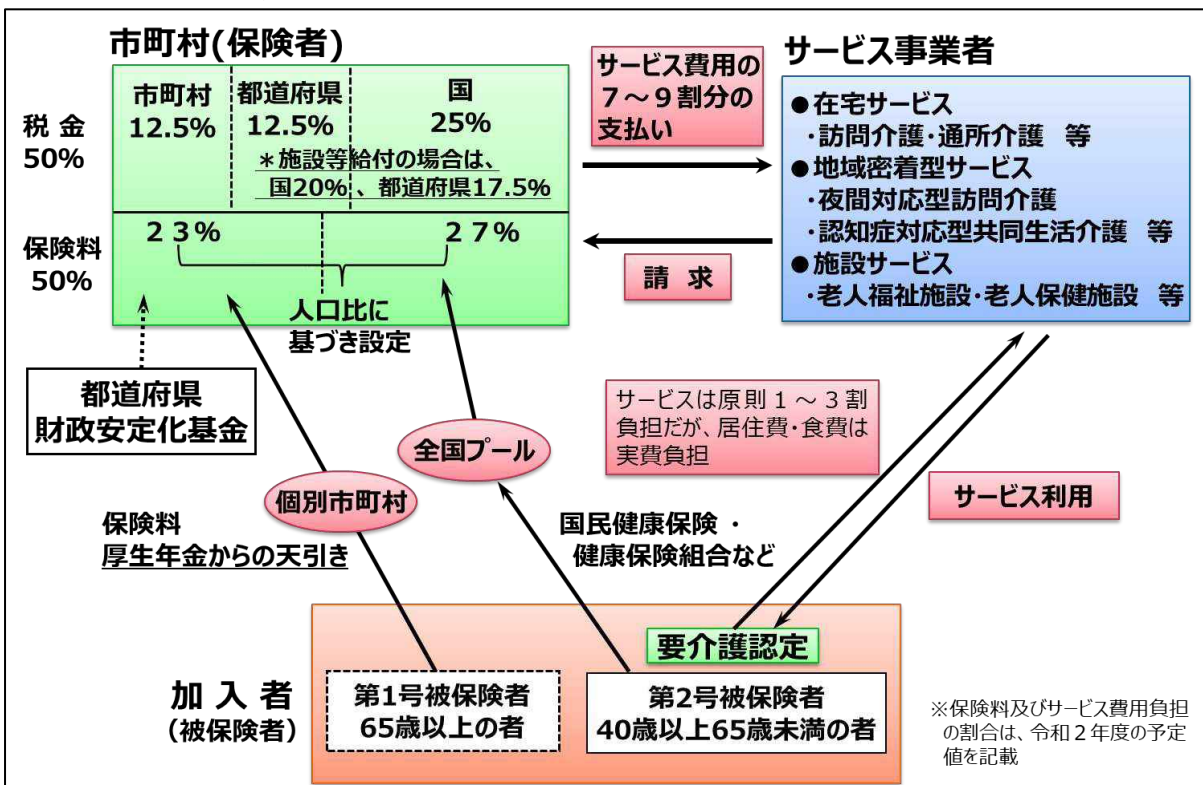 市町村(保険者)
税 金
50%
市町村
12.5%
都道府県
12.5%
国
25%
＊施設等給付の場合は、
国20%、都道府県17.5%
保険料
50%
２３%
２７%
人口比に
基づき設定
サービス費用の
７～９割分の
支払い
請 求
サービス事業者
●在宅サービス
・訪問介護・通所介護 等
●地域密着型サービス
・夜間対応型訪問介護
・認知症対応型共同生活介護 等
●施設サービス
・老人福祉施設・老人保健施設 等
都道府県
財政安定化基金
個別市町村
全国プール
サービスは原則１～３割
負担だが、居住費・食費は
実費負担
サービス利用
保険料
厚生年金からの天引き
国民健康保険・
健康保険組合など
加 入 者
(被保険者)
第1号被保険者
65歳以上の者
要介護認定
第2号被保険者
40歳以上65歳未満の者
※保険料及びサービス費用負担
の割合は、令和２年度の予定
値を記載